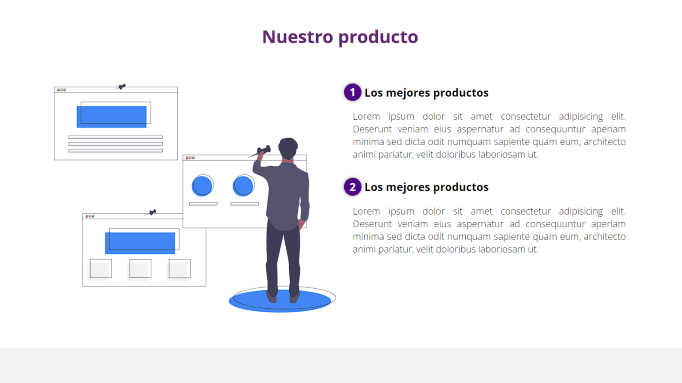 Nuestro producto
1 Los mejores productos
Lorem ipsum dolor sit amet consectetur adipisicing elit.
Deserunt veniam eius aspernatur ad consequuntur aperiam
minima sed dicta odit numquam sapiente quam eum, architecto
animi pariatur, velit doloribus laboriosam ut.
2 Los mejores productos
Lorem ipsum dolor sit amet consectetur adipisicing elit.
Deserunt veniam eius aspernatur ad consequuntur aperiam
minima sed dicta odit numquam sapiente quam eum, architecto
animi pariatur, velit doloribus laboriosam ut.